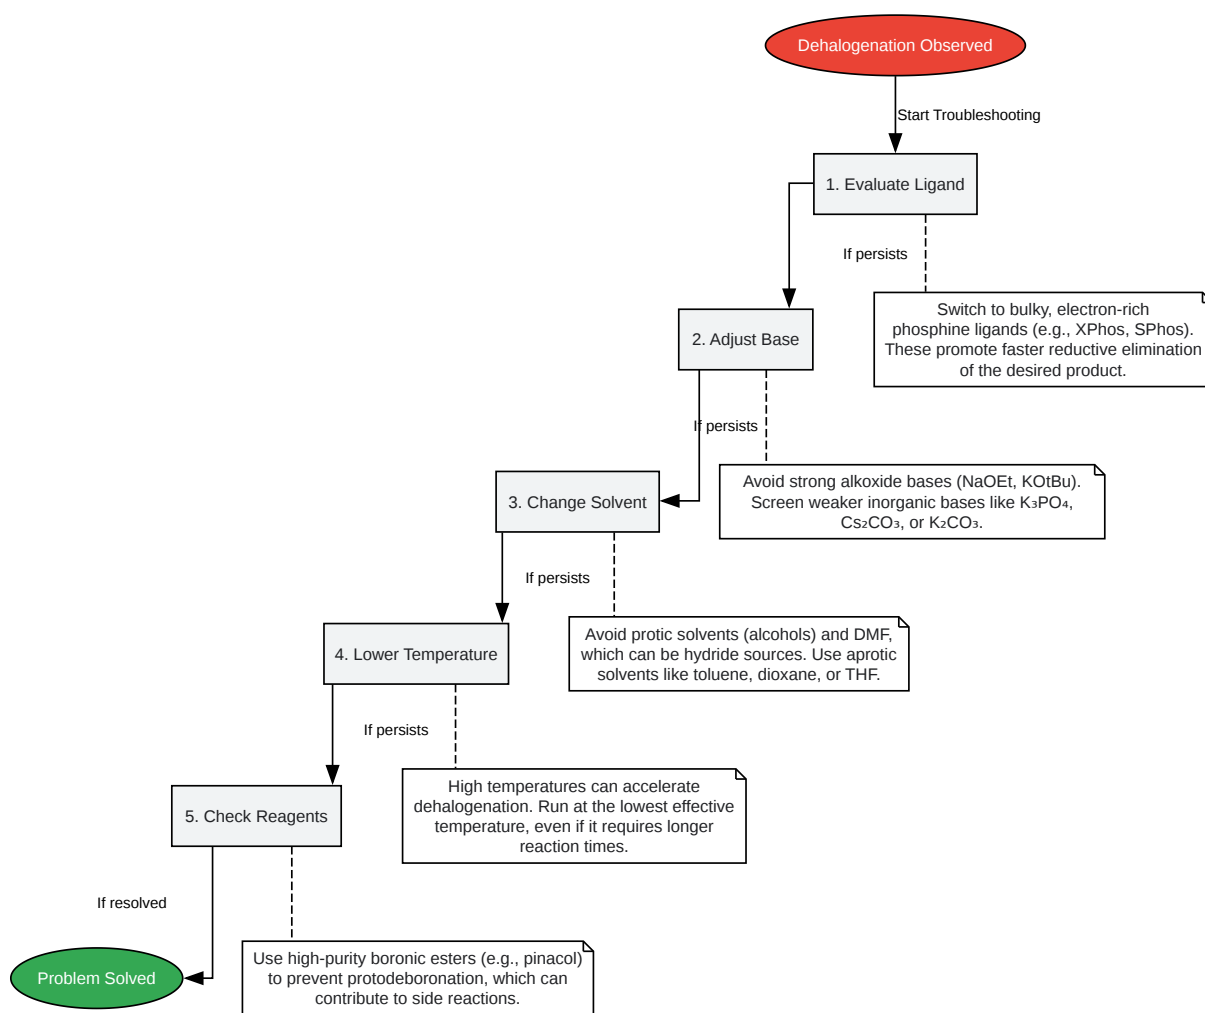 Dehalogenation Observed
Start Troubleshooting
1. Evaluate Ligand
If persists
Switch to bulky, electron-rich
phosphine ligands (e.g., XPhos, SPhos).
These promote faster reductive elimination
of the desired product.
2. Adjust Base
If persists
Avoid strong alkoxide bases (NaOEt, KOtBu).
Screen weaker inorganic bases like K₃PO₄,
Cs₂CO₃, or K₂CO₃.
3. Change Solvent
If persists
Avoid protic solvents (alcohols) and DMF,
which can be hydride sources. Use aprotic
solvents like toluene, dioxane, or THF.
4. Lower Temperature
If persists
High temperatures can accelerate
dehalogenation. Run at the lowest effective
temperature, even if it requires longer
reaction times.
5. Check Reagents
If resolved
Use high-purity boronic esters (e.g., pinacol)
to prevent protodeboronation, which can
contribute to side reactions.
Problem Solved